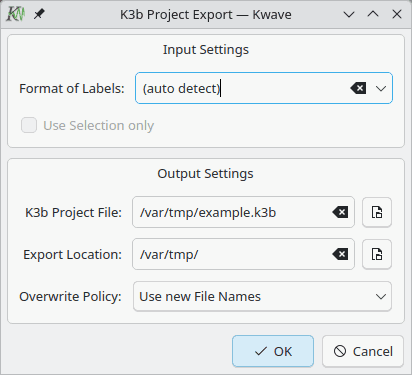 K3b Project Export — Kwave
Input Settings
Format of Labels: (auto detect)
Use Selection only
Output Settings
K3b Project File: /var/tmp/example.k3b
Export Location: /var/tmp/
Overwrite Policy: Use new File Names
OK Cancel